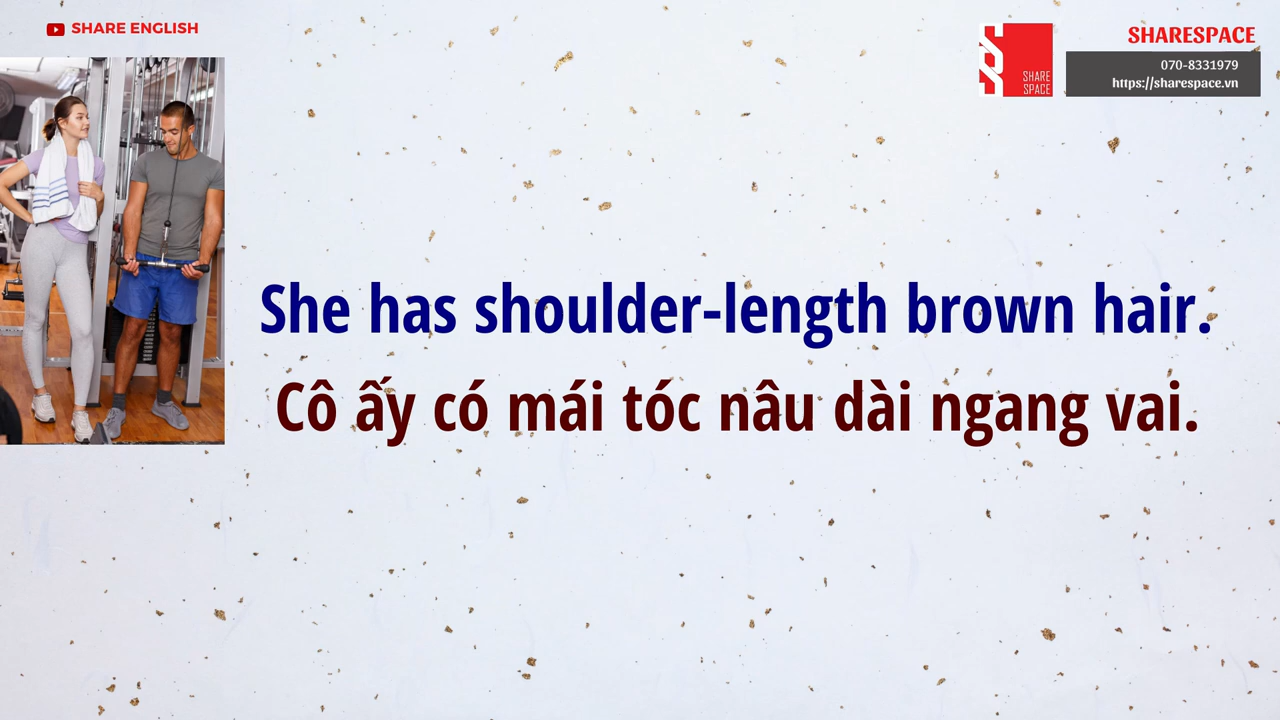 SHARE ENGLISH
SHARESPACE
070-8331979
https://sharespace.vn
SHARE
SPACE
She has shoulder-length brown hair.
Cô ấy có mái tóc nâu dài ngang vai.